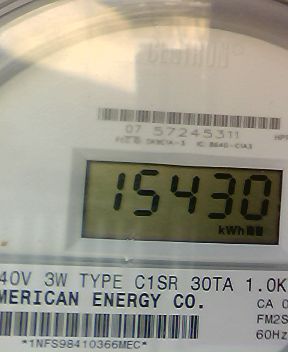 CENTRON®
07 57245311
15430
kWh
40V 3W TYPE C1SR 30TA 1.0K
MERICAN ENERGY CO.
CA 0
FM2S
60Hz
*1NFS98410366MEC*